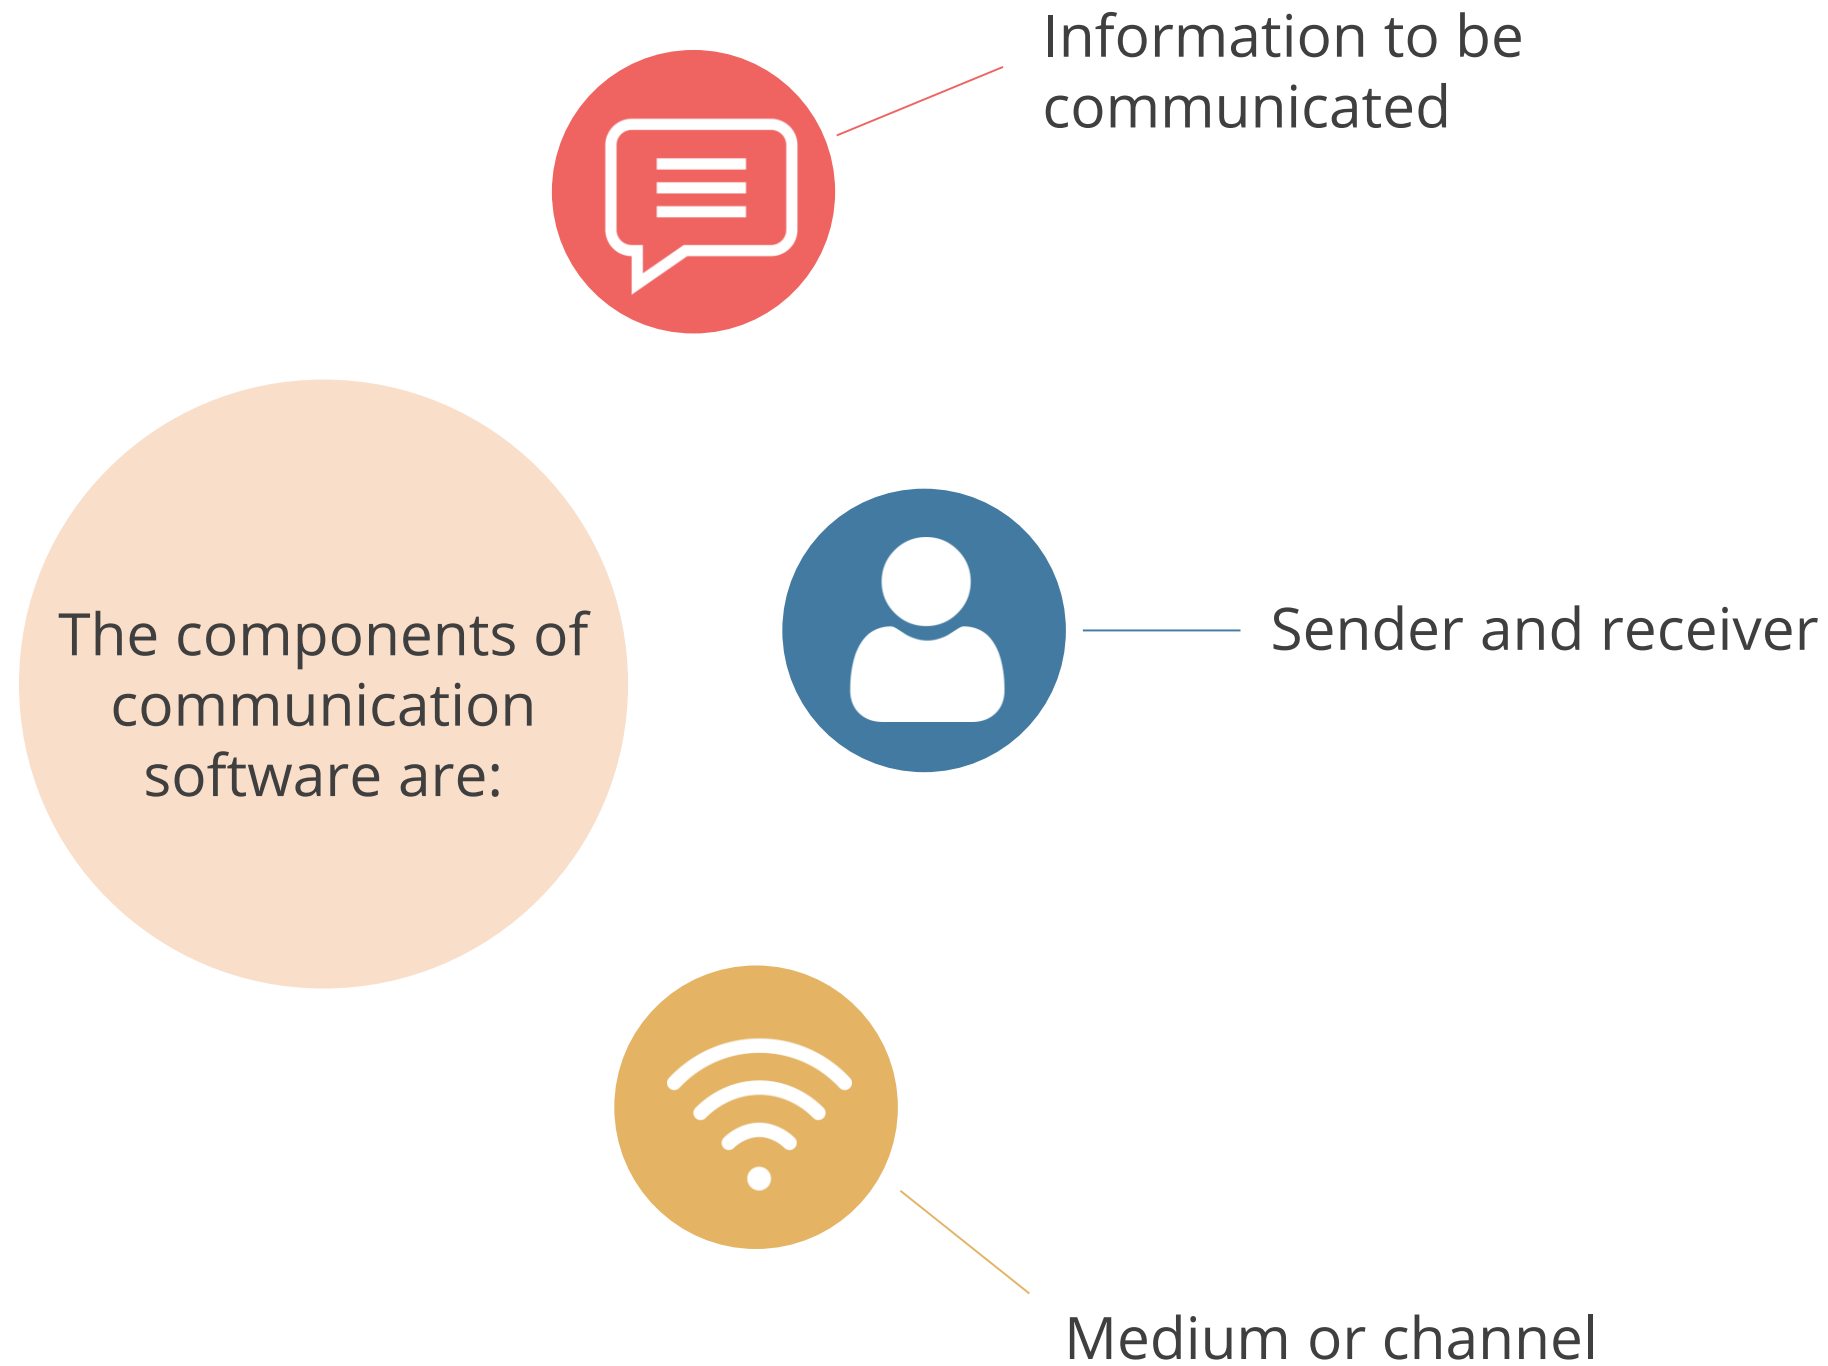 Information to be
communicated
The components of
communication
software are:
Sender and receiver
Medium or channel